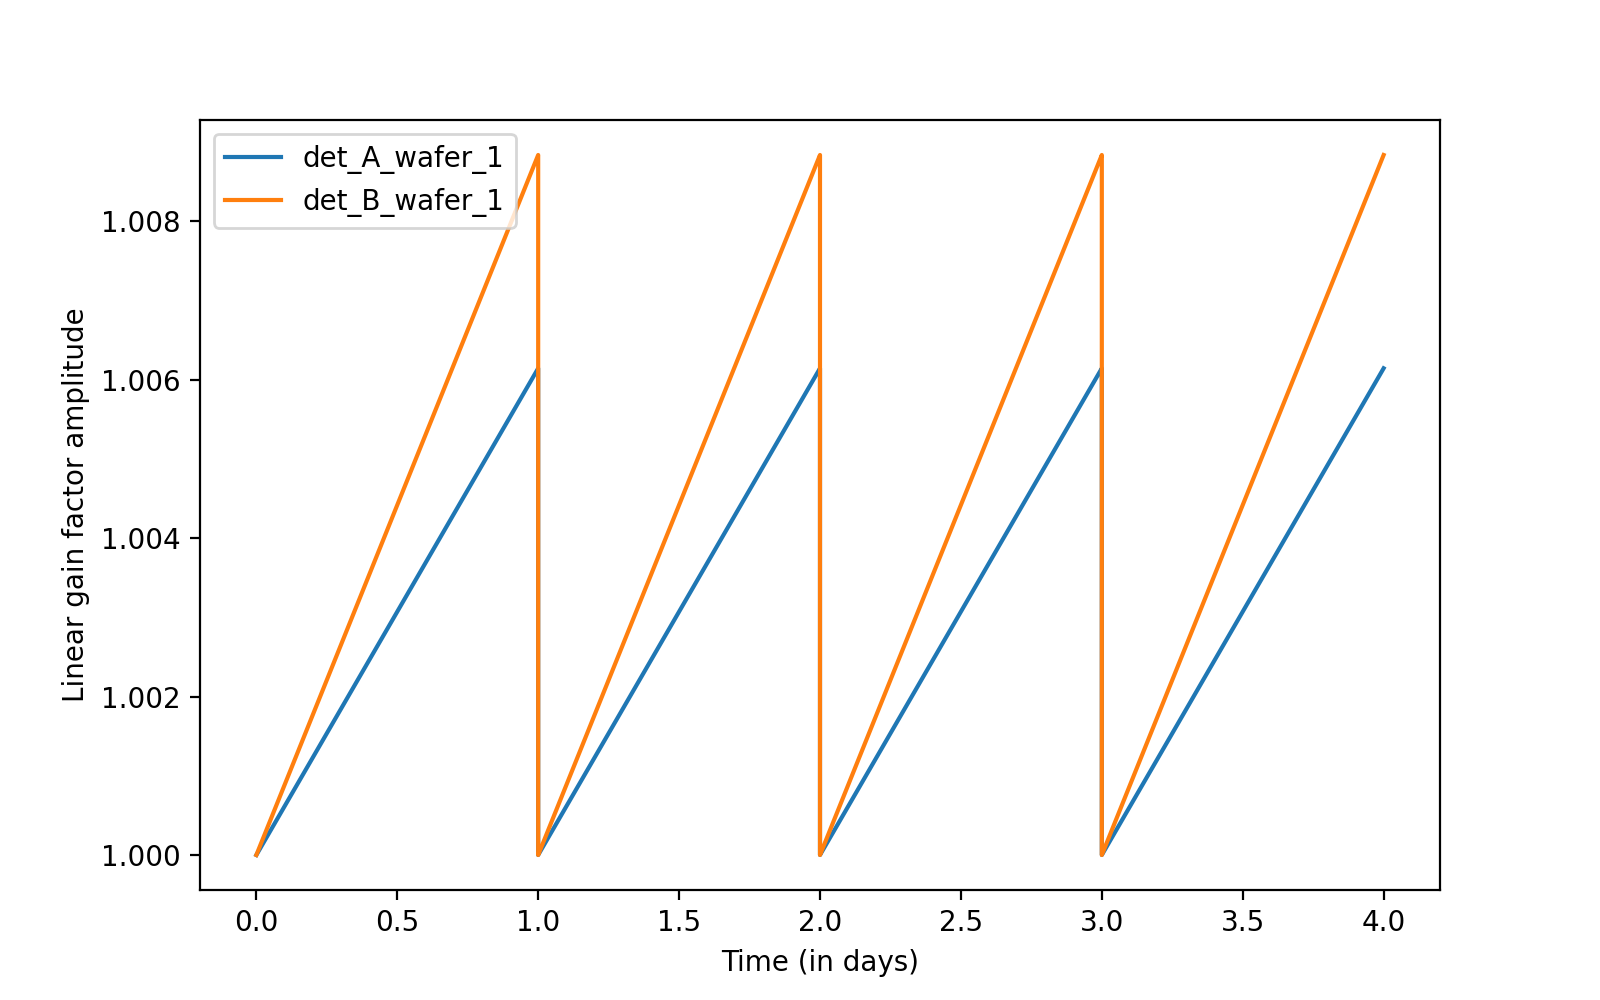 det_A_wafer_1
det_B_wafer_1
Linear gain factor amplitude
1.008
1.006
1.004
1.002
1.000
0.0 0.5 1.0 1.5 2.0 2.5 3.0 3.5 4.0
Time (in days)